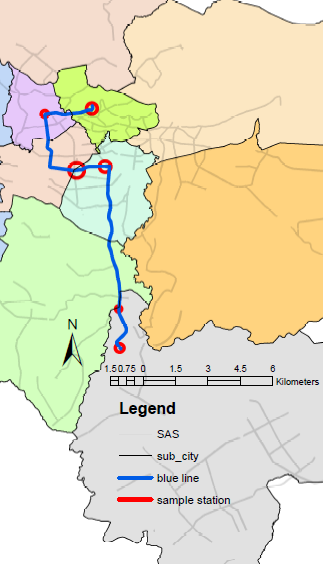 N
1.5 0.75 0 1.5 3 4.5 6
Kilometers
Legend
SAS
sub_city
blue line
sample station